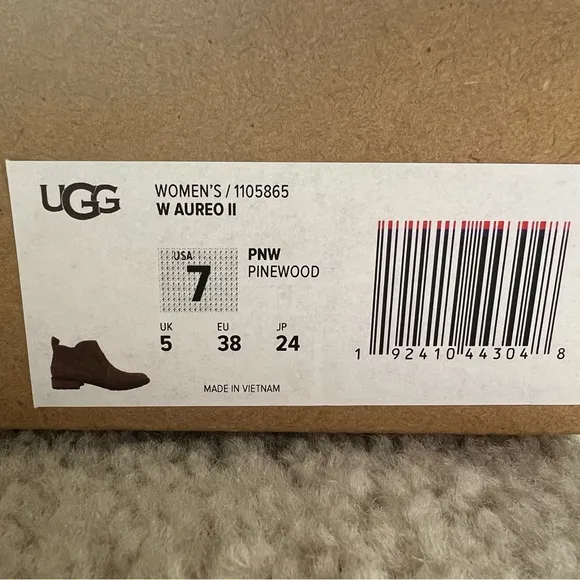 UGG
WOMEN'S / 1105865
W AUREO II
USA
7
PNW
PINEWOOD
UK EU JP
5 38 24
MADE IN VIETNAM
1 92410 44304 8